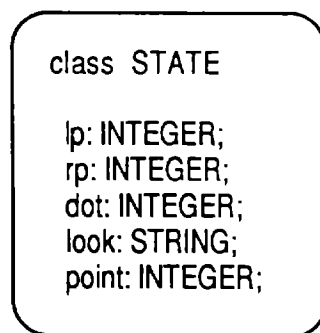 class STATE
lp: INTEGER;
rp: INTEGER;
dot: INTEGER;
look: STRING;
point: INTEGER;